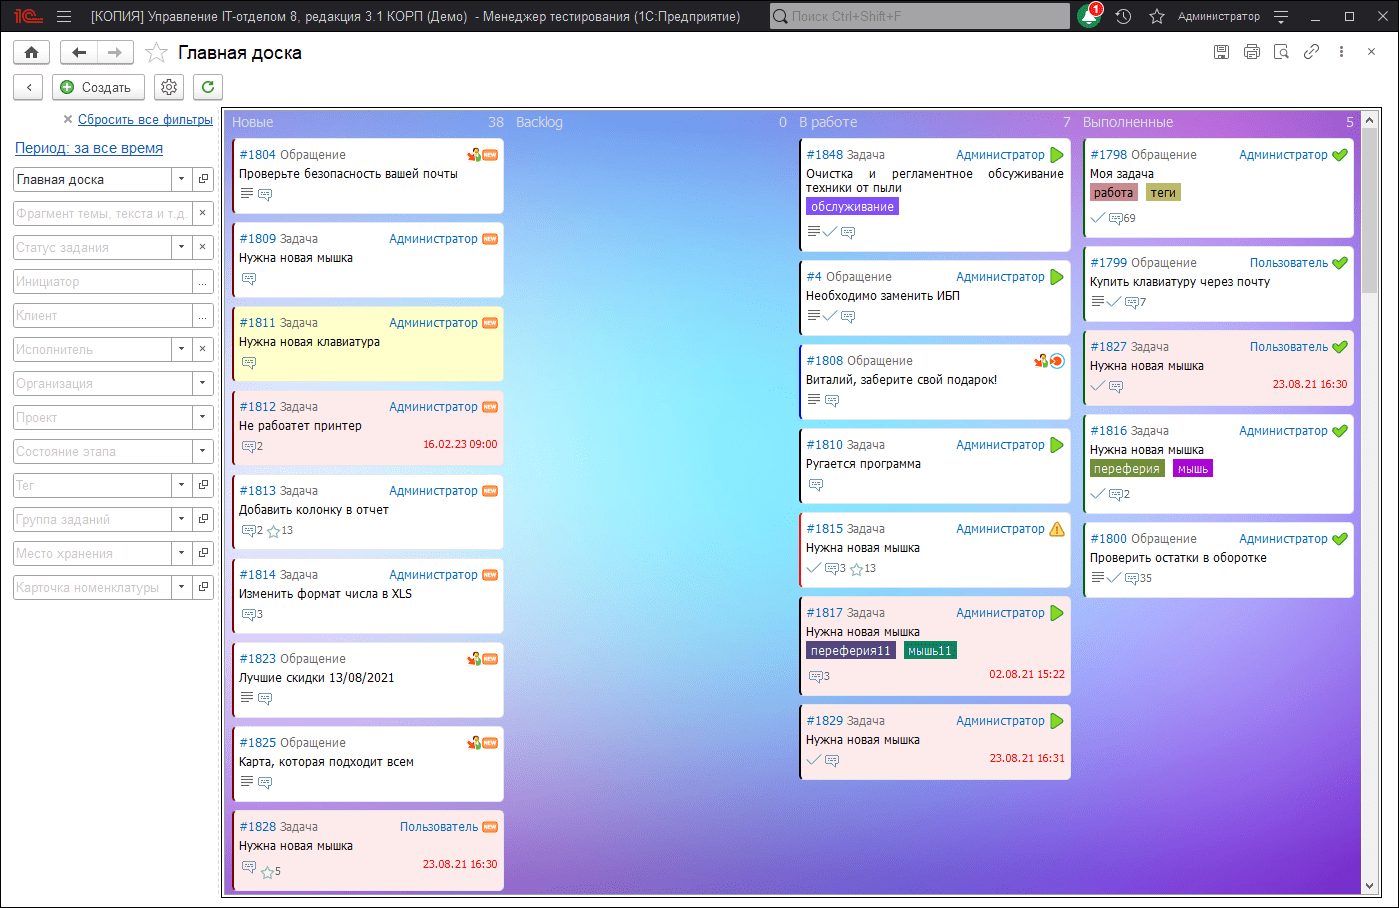 [КОПИЯ] Управление IT-отделом 8, редакция 3.1 КОРП (Демо) - Менеджер тестирования (1С:Предприятие)
Поиск Ctrl+Shift+F
1
Администратор
Главная доска
Создать
Сбросить все фильтры
Период: за все время
Главная доска
Фрагмент темы, текста и т.д.
Статус задания
Инициатор
Клиент
Исполнитель
Организация
Проект
Состояние этапа
Тег
Группа заданий
Место хранения
Карточка номенклатуры
Новые 38
#1804 Обращение NEW
Проверьте безопасность вашей почты
#1809 Задача Администратор NEW
Нужна новая мышка
#1811 Задача Администратор NEW
Нужна новая клавиатура
#1812 Задача Администратор NEW
Не рабоатет принтер
2 16.02.23 09:00
#1813 Задача Администратор NEW
Добавить колонку в отчет
2 13
#1814 Задача Администратор NEW
Изменить формат числа в XLS
3
#1823 Обращение NEW
Лучшие скидки 13/08/2021
#1825 Обращение NEW
Карта, которая подходит всем
#1828 Задача Пользователь NEW
Нужна новая мышка
5 23.08.21 16:30
Backlog 0
В работе 7
#1848 Задача Администратор
Очистка и регламентное обсуживание
техники от пыли
обслуживание
#4 Обращение Администратор
Необходимо заменить ИБП
#1808 Обращение
Виталий, заберите свой подарок!
#1810 Задача Администратор
Ругается программа
#1815 Задача Администратор
Нужна новая мышка
3 13
#1817 Задача Администратор
Нужна новая мышка
переферия11 мышь11
3 02.08.21 15:22
#1829 Задача Администратор
Нужна новая мышка
23.08.21 16:31
Выполненные 5
#1798 Обращение Администратор
Моя задача
работа теги
69
#1799 Обращение Пользователь
Купить клавиатуру через почту
7
#1827 Задача Пользователь
Нужна новая мышка
23.08.21 16:30
#1816 Задача Администратор
Нужна новая мышка
переферия мышь
2
#1800 Обращение Администратор
Проверить остатки в оборотке
35